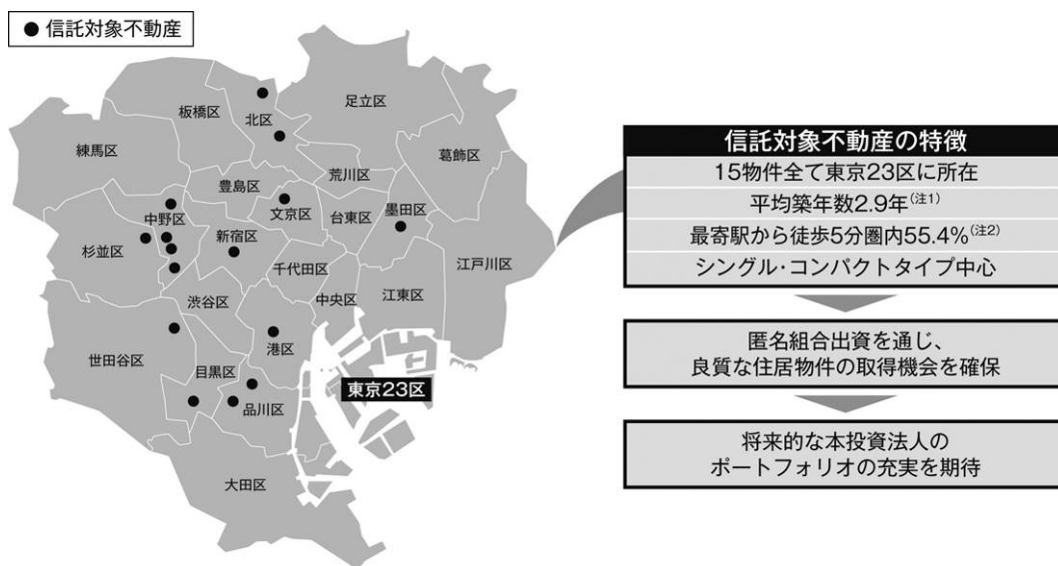 ● 信託対象不動産
足立区
板橋区
北区
葛飾区
練馬区
荒川区
豊島区
文京区
台東区
墨田区
中野区
新宿区
杉並区
江戸川区
千代田区
中央区
江東区
渋谷区
港区
世田谷区
目黒区
東京23区
品川区
大田区
信託対象不動産の特徴
15物件全て東京23区に所在
平均築年数2.9年(注1)
最寄駅から徒歩5分圏内55.4%(注2)
シングル・コンパクトタイプ中心
匿名組合出資を通じ、
良質な住居物件の取得機会を確保
将来的な本投資法人の
ポートフォリオの充実を期待